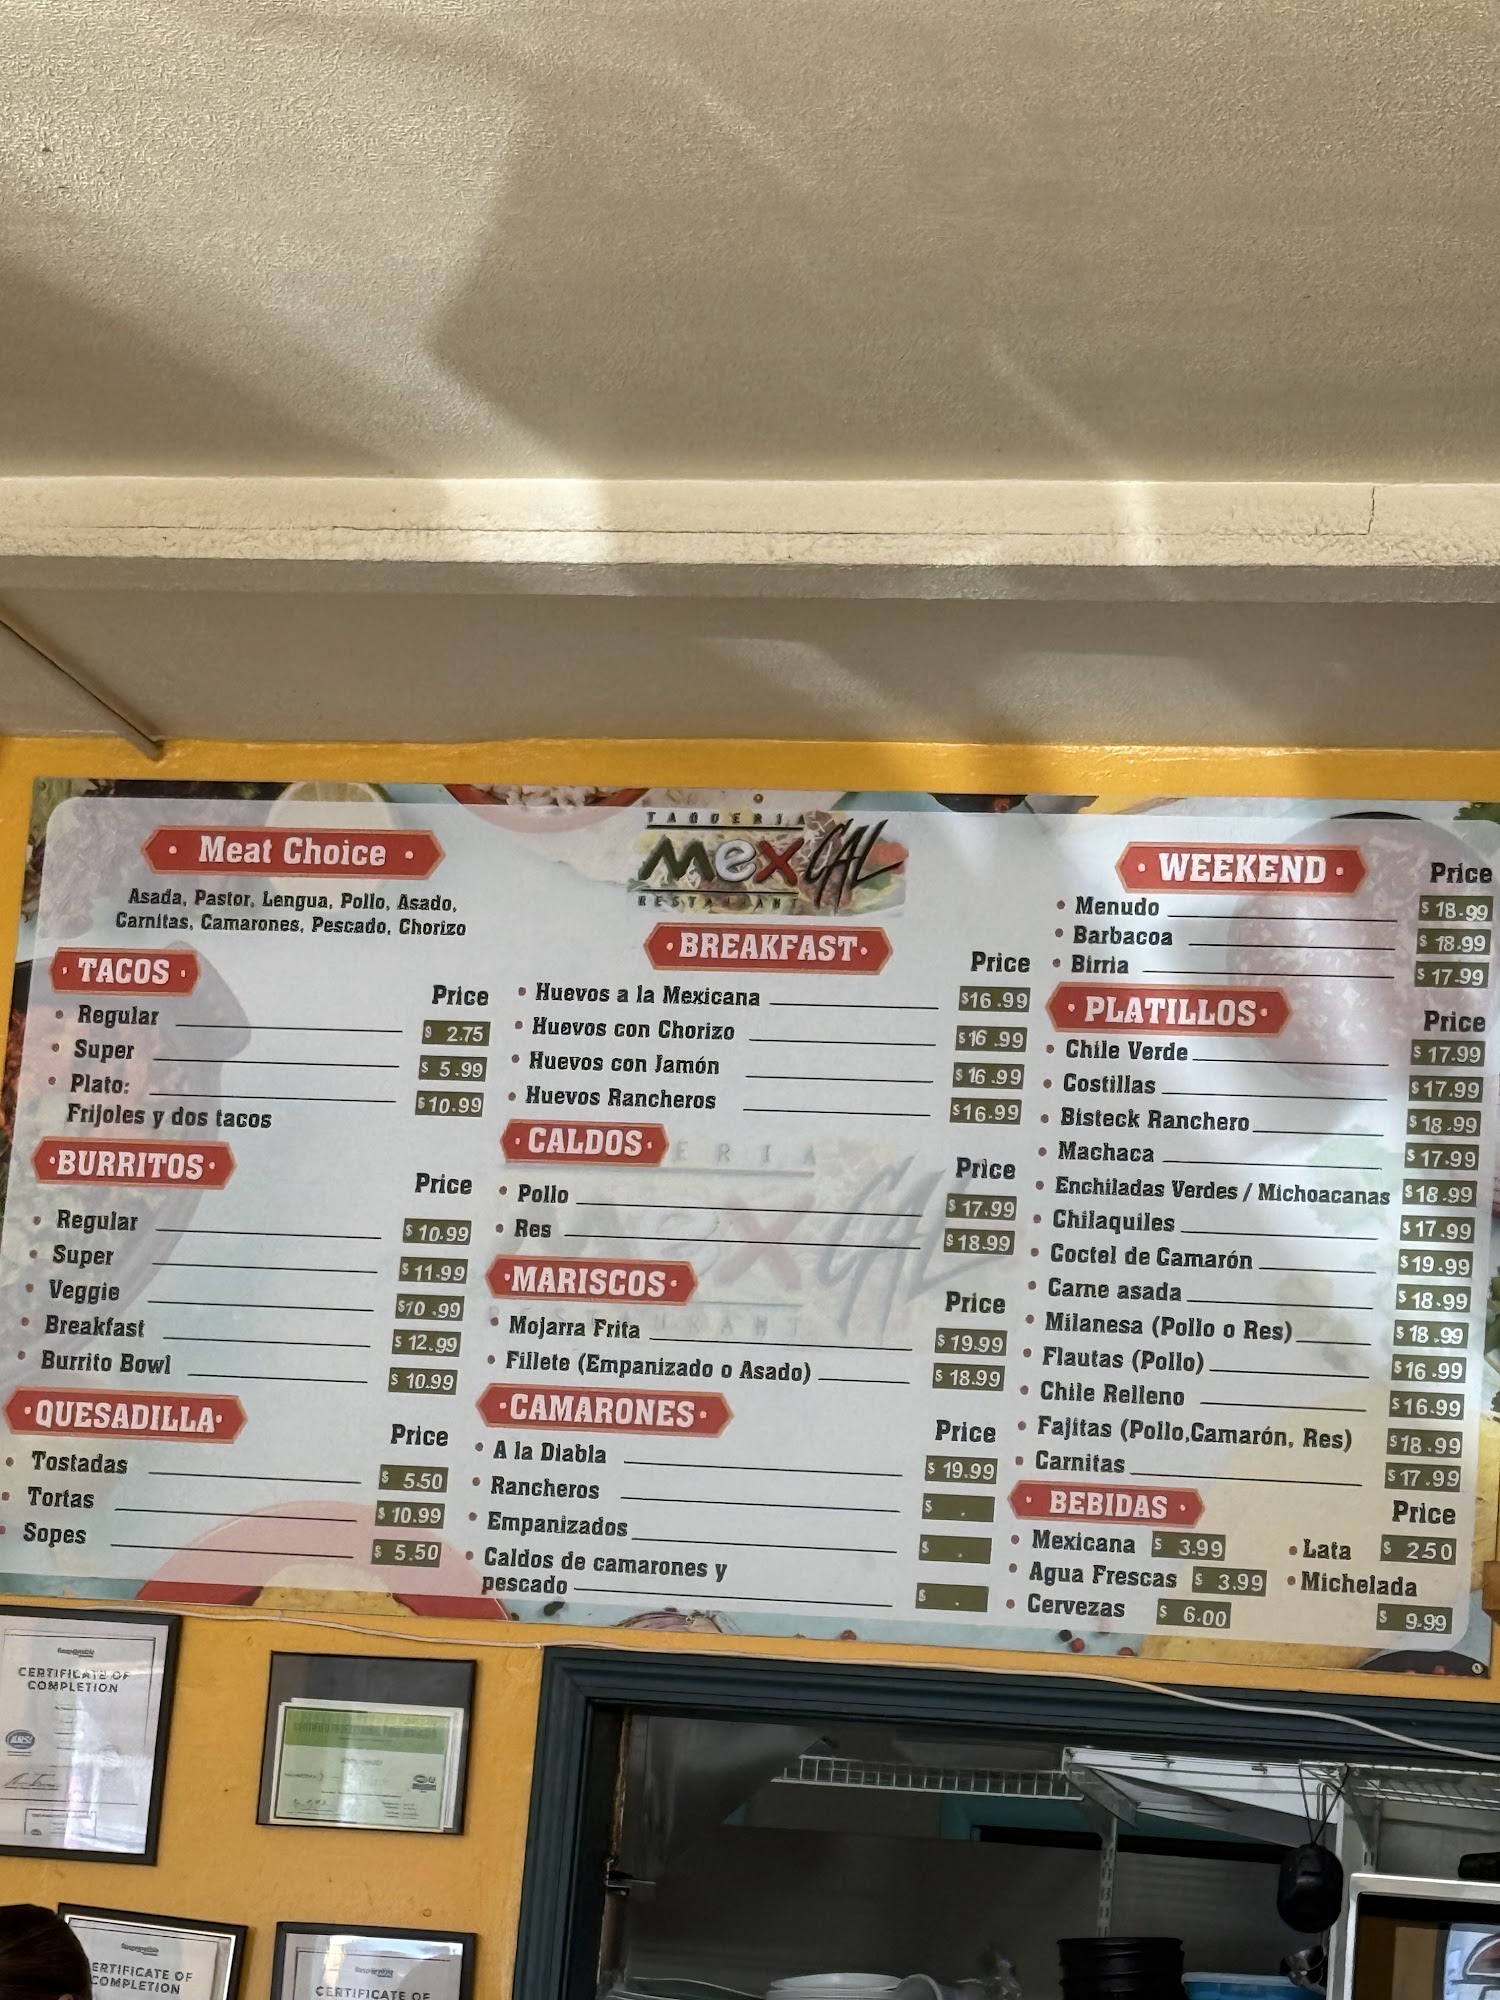 · Meat Choice ·
Asada, Pastor, Lengua, Pollo, Asado,
Carnitas, Camarones, Pescado, Chorizo
· TACOS ·
Price
• Regular $ 2.75
• Super $ 5.99
• Plato: $10.99
Frijoles y dos tacos
· BURRITOS ·
Price
• Regular $ 10.99
• Super $ 11.99
• Veggie $10.99
• Breakfast $ 12.99
• Burrito Bowl $ 10.99
· QUESADILLA ·
Price
• Tostadas $ 5.50
• Tortas $ 10.99
• Sopes $ 5.50
TAQUERIA
MexCAL
RESTAURANT
· BREAKFAST ·
Price
• Huevos a la Mexicana $16.99
• Huevos con Chorizo $16.99
• Huevos con Jamón $16.99
• Huevos Rancheros $16.99
· CALDOS ·
Price
• Pollo $ 17.99
• Res $18.99
· MARISCOS ·
Price
• Mojarra Frita $ 19.99
• Fillete (Empanizado o Asado) $ 18.99
· CAMARONES ·
Price
• A la Diabla $ 19.99
• Rancheros $ .
• Empanizados $ .
• Caldos de camarones y
pescado $ .
· WEEKEND ·
Price
• Menudo $ 18.99
• Barbacoa $ 18.99
• Birria $ 17.99
· PLATILLOS ·
Price
• Chile Verde $ 17.99
• Costillas $ 17.99
• Bisteck Ranchero $ 18.99
• Machaca $ 17.99
• Enchiladas Verdes / Michoacanas $18.99
• Chilaquiles $17.99
• Coctel de Camarón $19.99
• Carne asada $ 18.99
• Milanesa (Pollo o Res) $ 18.99
• Flautas (Pollo) $16.99
• Chile Relleno $16.99
• Fajitas (Pollo,Camarón, Res) $18.99
• Carnitas $17.99
· BEBIDAS ·
Price
• Mexicana $ 3.99 • Lata $ 2.50
• Agua Frescas $ 3.99 • Michelada
• Cervezas $ 6.00 $ 9.99
CERTIFICATE OF
COMPLETION
ANSI
ERTIFICATE OF
COMPLETION
CERTIFICATE OF